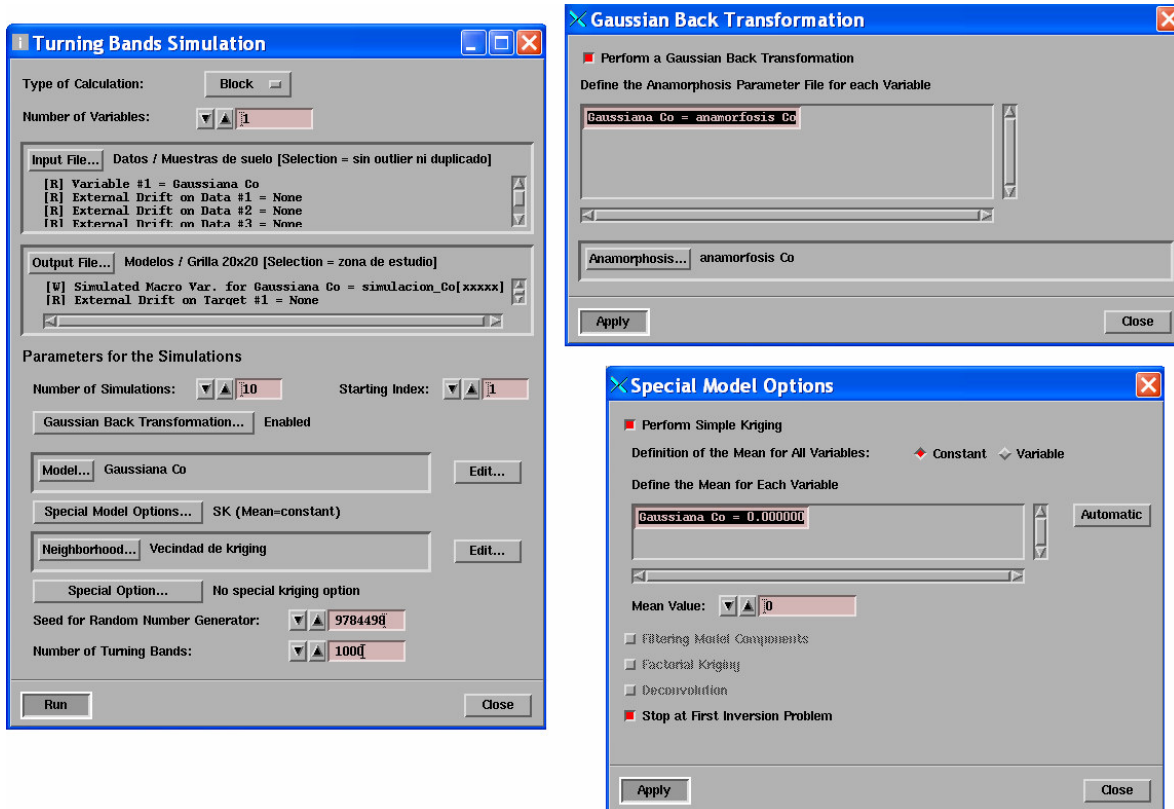 Turning Bands Simulation
Type of Calculation: Block
Number of Variables: 1
Input File... Datos / Muestras de suelo [Selection = sin outlier ni duplicado]
[R] Variable #1 = Gaussiana Co
[R] External Drift on Data #1 = None
[R] External Drift on Data #2 = None
[R] External Drift on Data #3 = None
Output File... Modelos / Grilla 20x20 [Selection = zona de estudio]
[W] Simulated Macro Var. for Gaussiana Co = simulacion_Co[xxxxx]
[R] External Drift on Target #1 = None
Parameters for the Simulations
Number of Simulations: 10 Starting Index: 1
Gaussian Back Transformation... Enabled
Model... Gaussiana Co Edit...
Special Model Options... SK (Mean=constant)
Neighborhood... Vecindad de kriging Edit...
Special Option... No special kriging option
Seed for Random Number Generator: 9784498
Number of Turning Bands: 1000
Run Close
Gaussian Back Transformation
Perform a Gaussian Back Transformation
Define the Anamorphosis Parameter File for each Variable
Gaussiana Co = anamorfosis Co
Anamorphosis... anamorfosis Co
Apply Close
Special Model Options
Perform Simple Kriging
Definition of the Mean for All Variables: Constant Variable
Define the Mean for Each Variable
Gaussiana Co = 0.000000 Automatic
Mean Value: 0
Filtering Model Components
Factorial Kriging
Deconvolution
Stop at First Inversion Problem
Apply Close